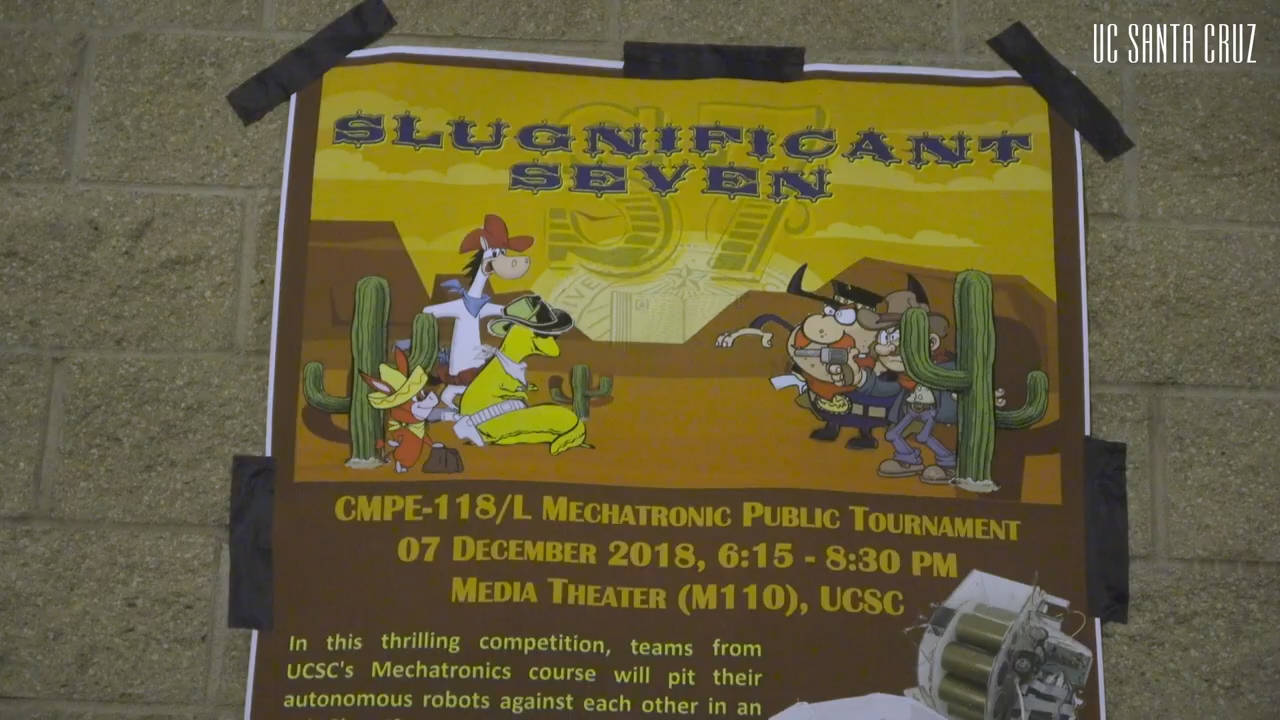 UC SANTA CRUZ
SLUGNIFICANT
SEVEN
S7
CMPE-118/L MECHATRONIC PUBLIC TOURNAMENT
07 DECEMBER 2018, 6:15 - 8:30 PM
MEDIA THEATER (M110), UCSC
In this thrilling competition, teams from
UCSC's Mechatronics course will pit their
autonomous robots against each other in an